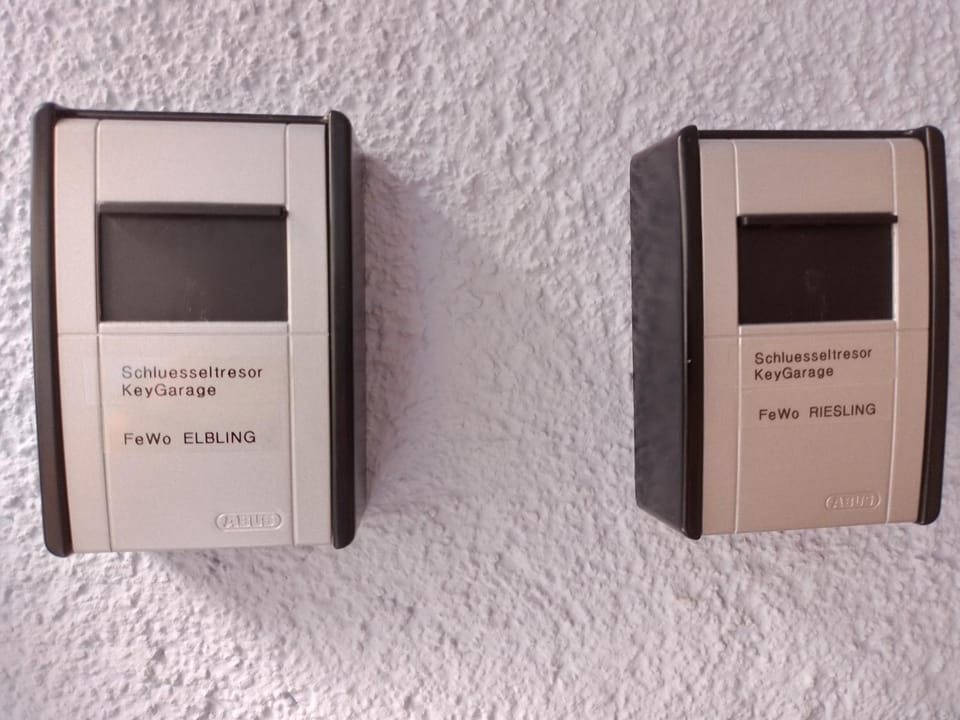 Schluesseltresor
KeyGarage
FeWo ELBLING
ABUS
Schluesseltresor
KeyGarage
FeWo RIESLING
ABUS